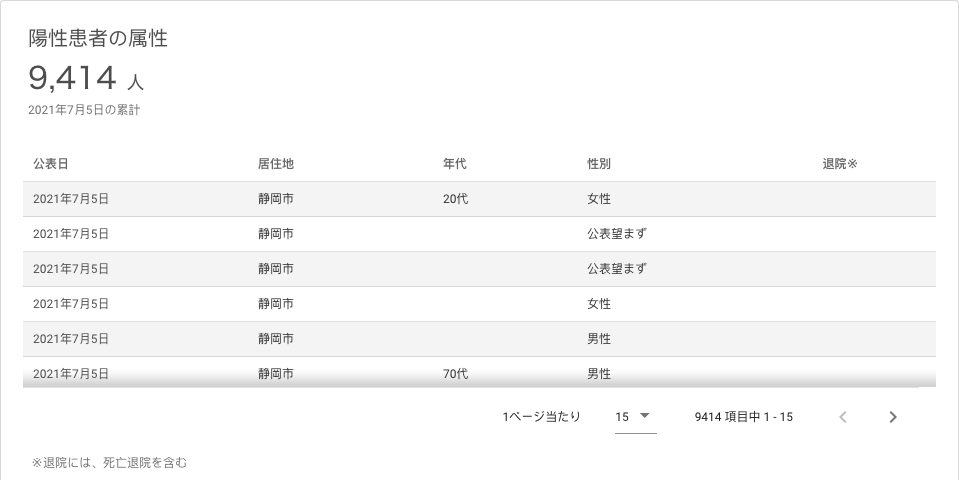 陽性患者の属性
9,414 人
2021年7月5日の累計
公表日 居住地 年代 性別 退院※
2021年7月5日 静岡市 20代 女性
2021年7月5日 静岡市 公表望まず
2021年7月5日 静岡市 公表望まず
2021年7月5日 静岡市 女性
2021年7月5日 静岡市 男性
2021年7月5日 静岡市 70代 男性
1ページ当たり 15 9414 項目中 1 - 15
※退院には、死亡退院を含む